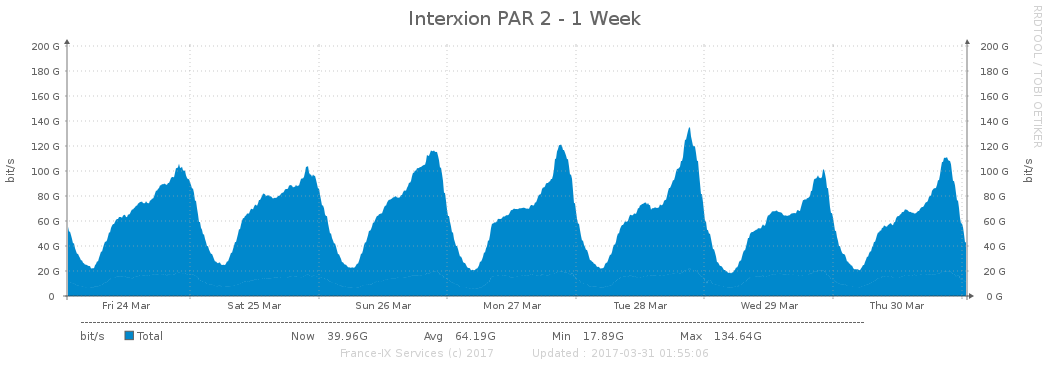 Interxion PAR 2 - 1 Week
RRDTOOL / TOBI OETIKER
bit/s
200 G 200 G
180 G 180 G
160 G 160 G
140 G 140 G
120 G 120 G
100 G 100 G
80 G 80 G
60 G 60 G
40 G 40 G
20 G 20 G
0 0 G
bit/s
Fri 24 Mar Sat 25 Mar Sun 26 Mar Mon 27 Mar Tue 28 Mar Wed 29 Mar Thu 30 Mar
bit/s Total Now 39.96G Avg 64.19G Min 17.89G Max 134.64G
France-IX Services (c) 2017 Updated : 2017-03-31 01:55:06